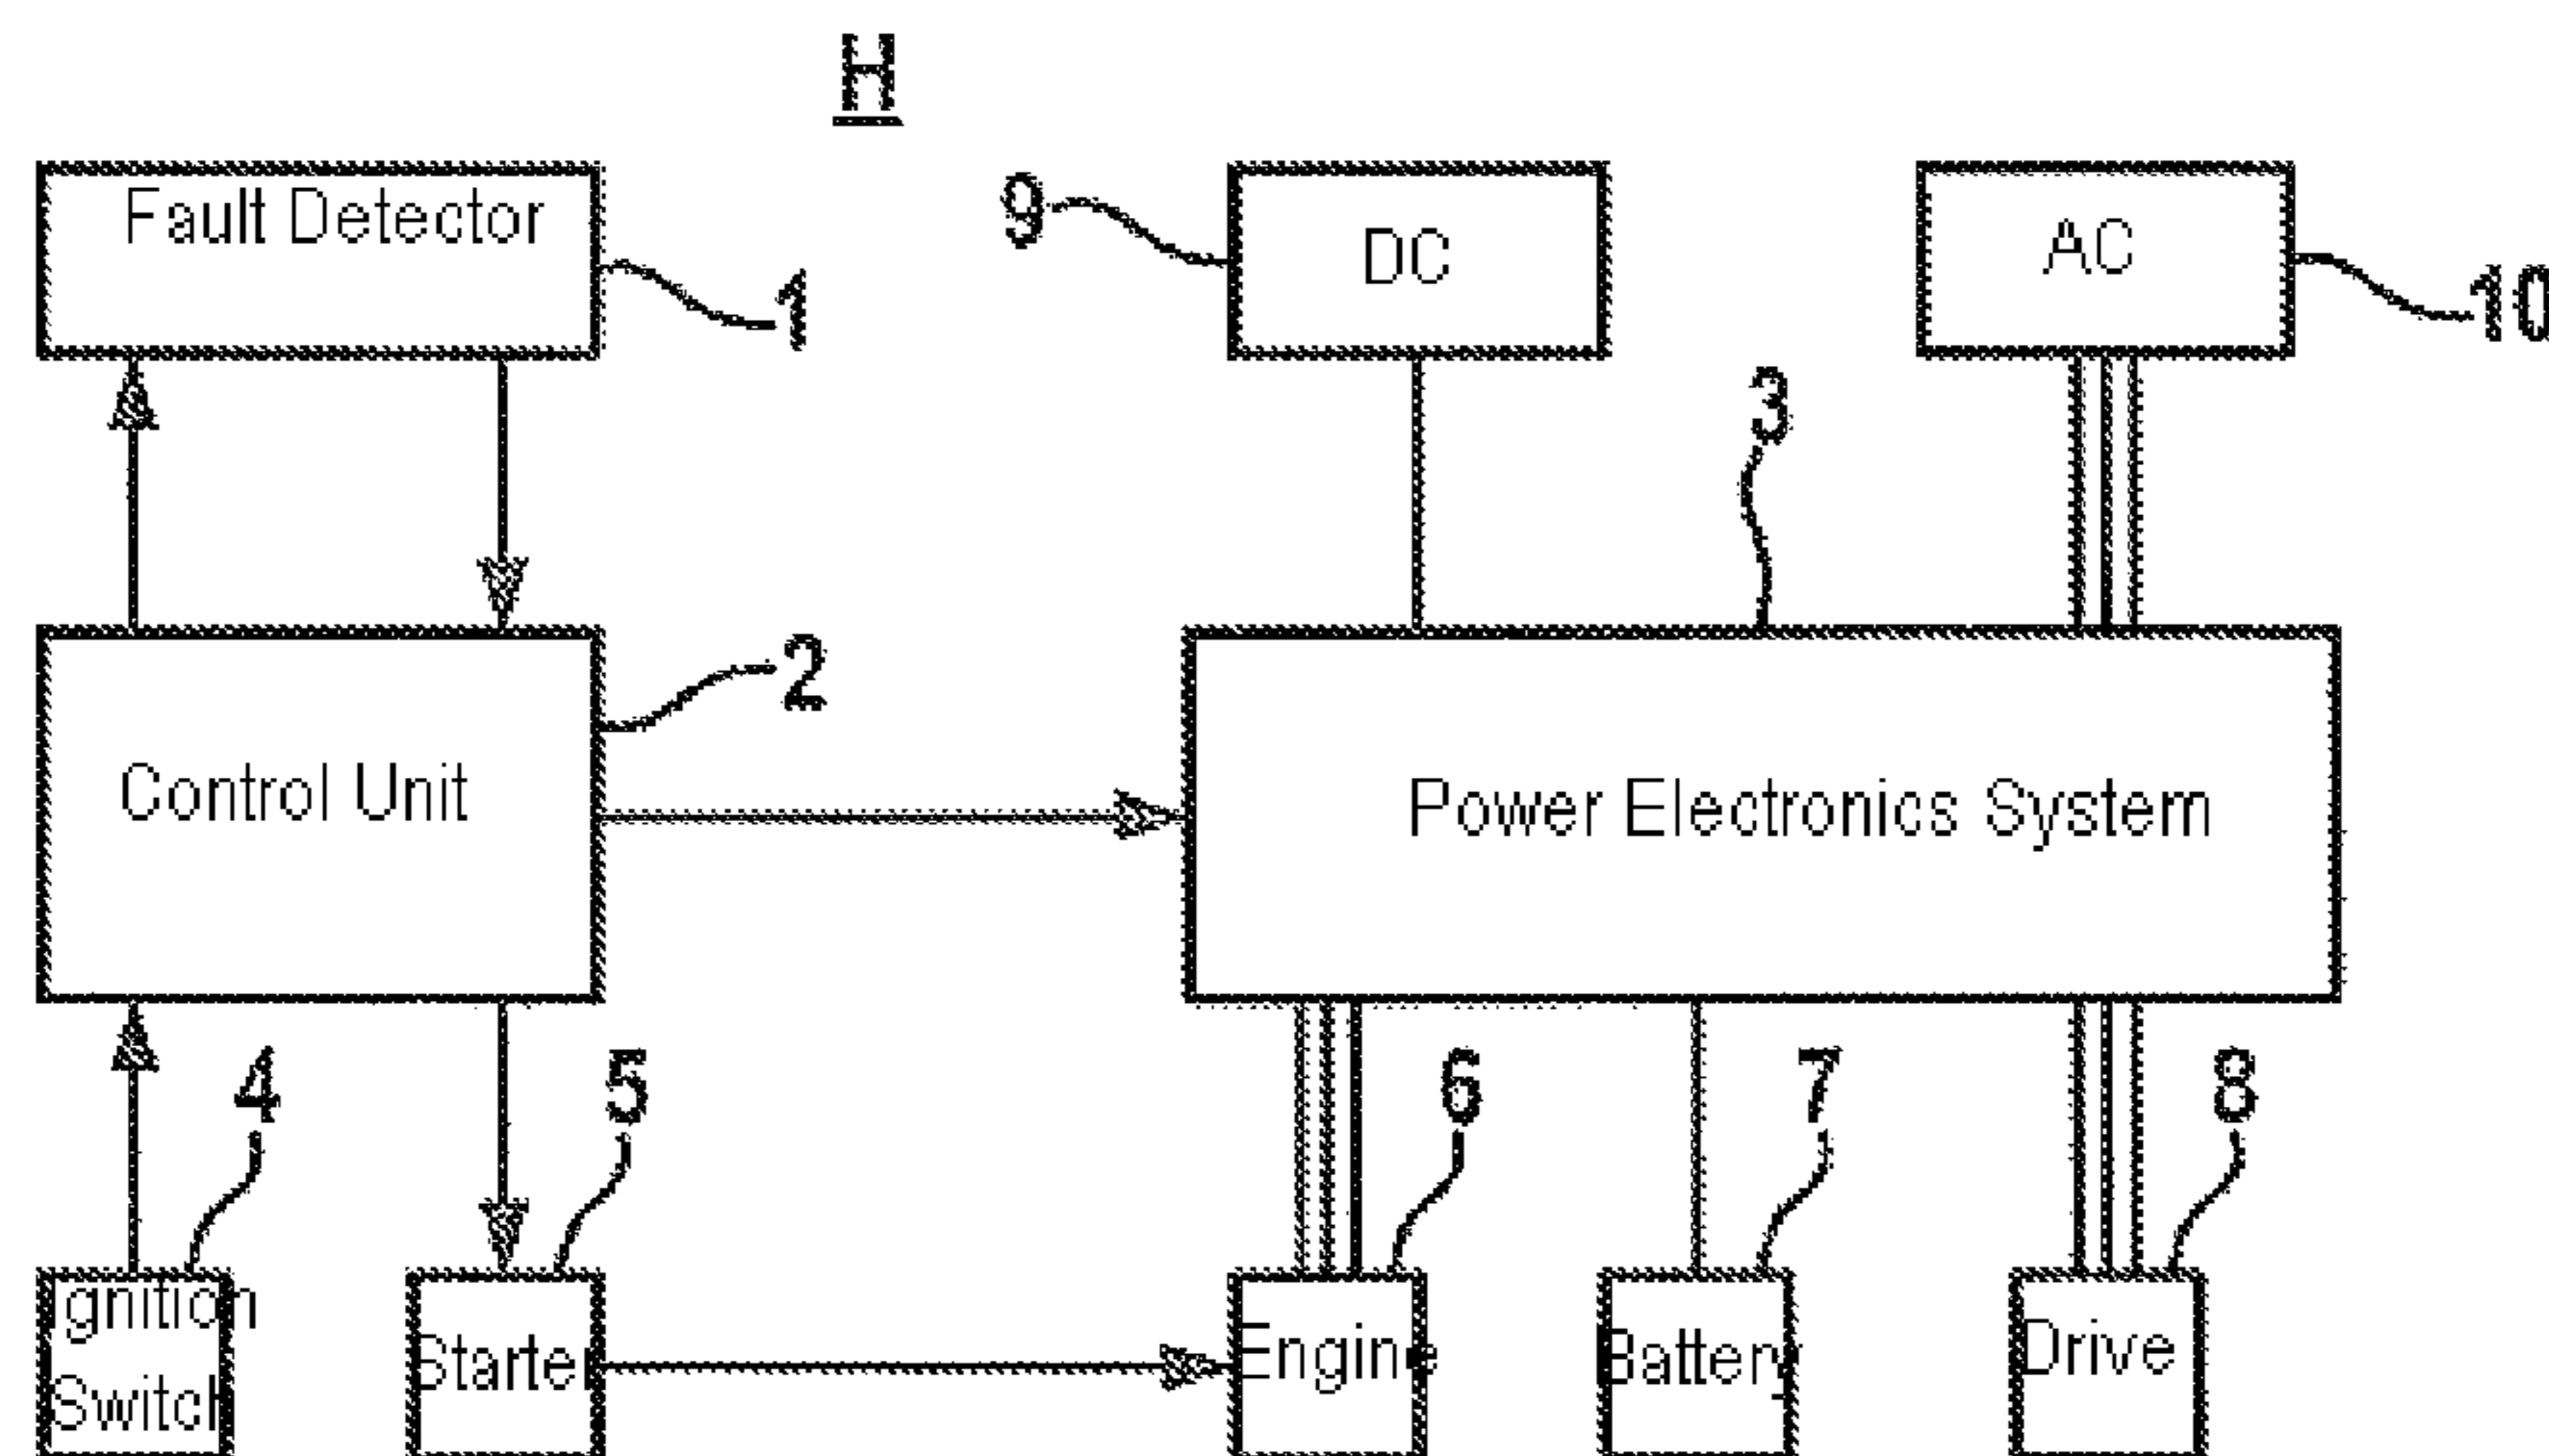 H
Fault Detector
1
9
DC
AC
10
3
Control Unit
2
Power Electronics System
4
5
6
7
8
Ignition
Switch
Starter
Engine
Battery
Drive